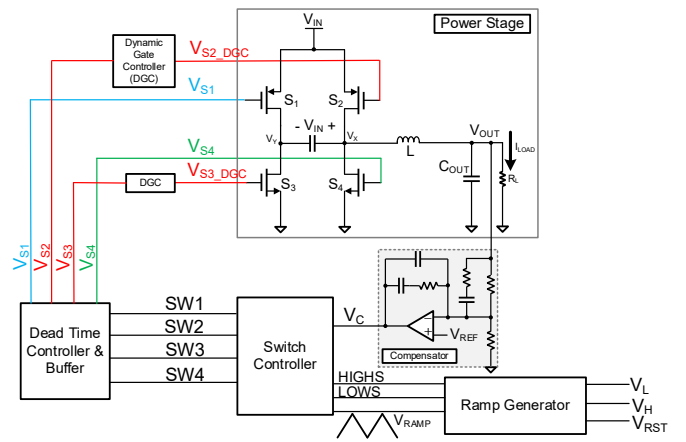 Power Stage
V_IN
Dynamic
Gate
Controller
(DGC)
V_S2_DGC
V_S1
S_1
S_2
- V_IN +
V_Y
V_X
L
V_OUT
I_LOAD
C_OUT
R_L
V_S4
V_S3_DGC
DGC
S_3
S_4
V_S1
V_S2
V_S3
V_S4
Dead Time
Controller &
Buffer
SW1
SW2
SW3
SW4
Switch
Controller
V_C
−
+
V_REF
Compensator
HIGHS
LOWS
V_RAMP
Ramp Generator
V_L
V_H
V_RST